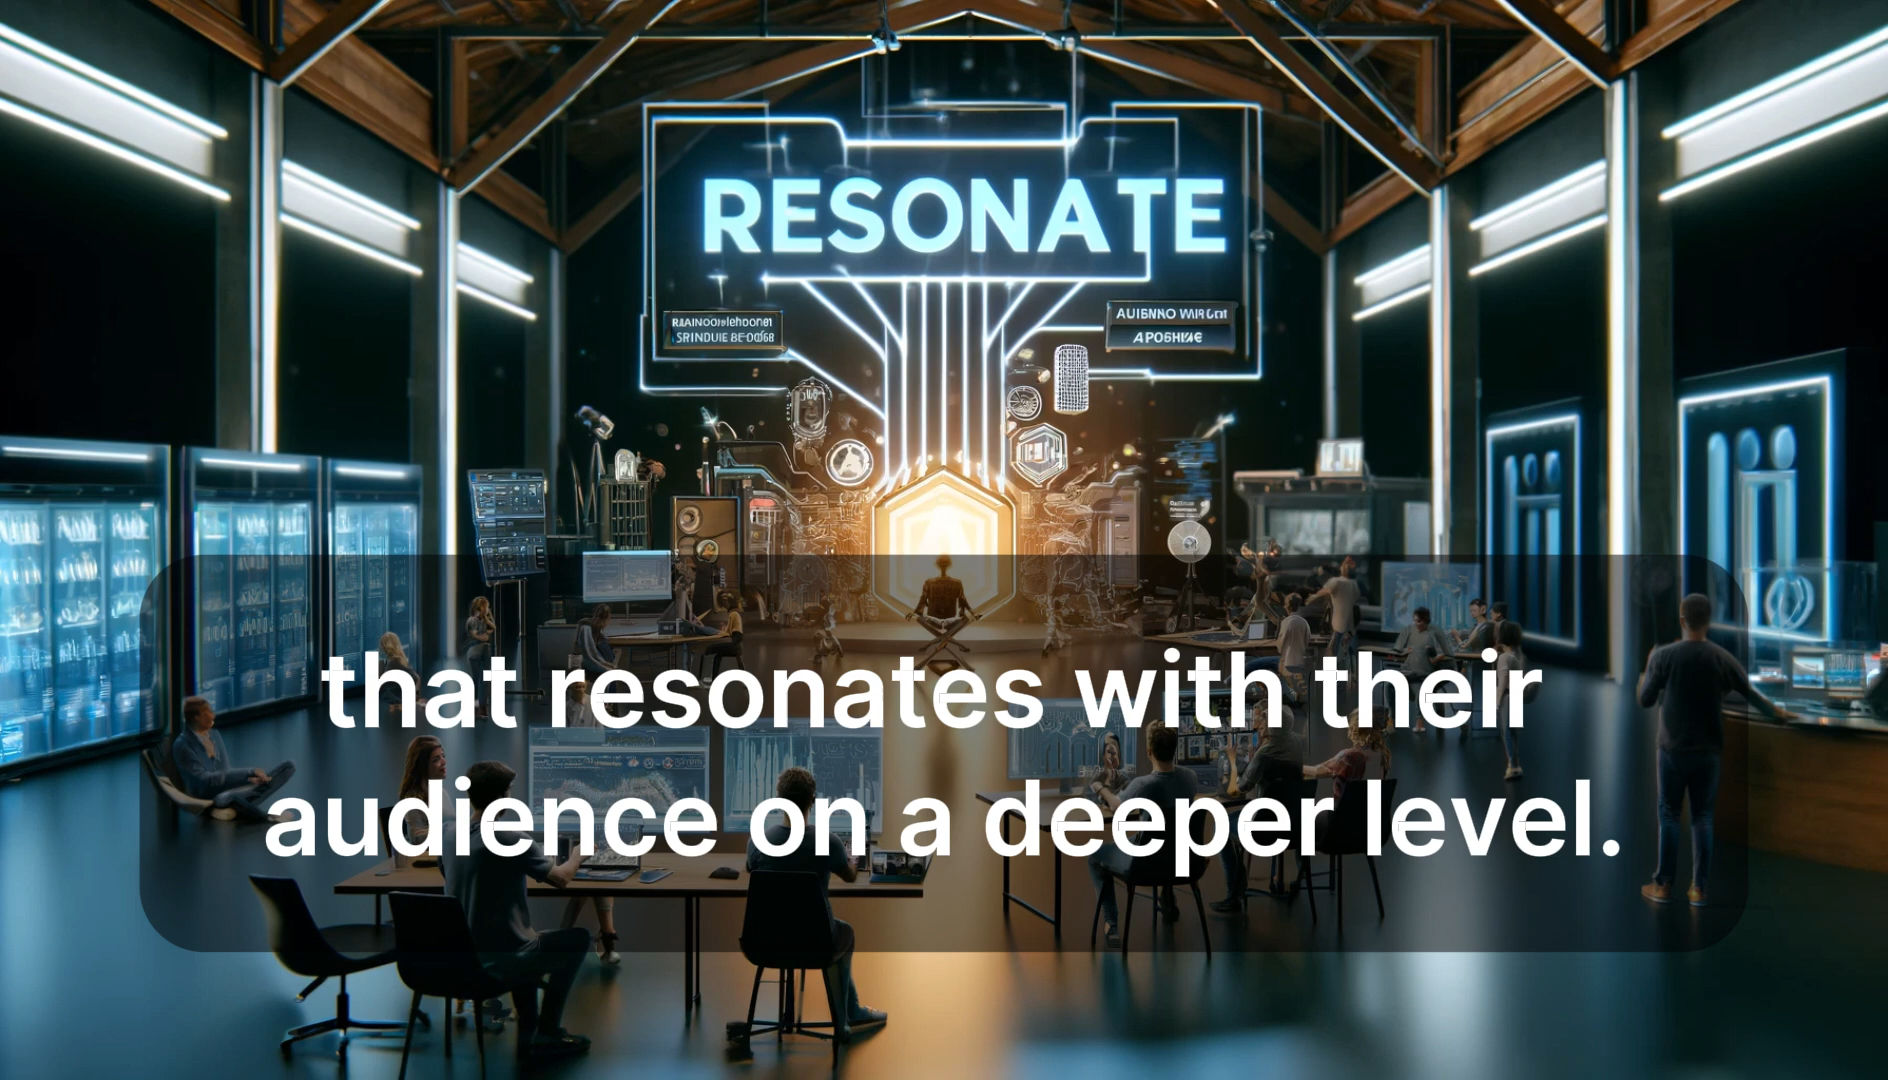 RESONATE
that resonates with their
audience on a deeper level.